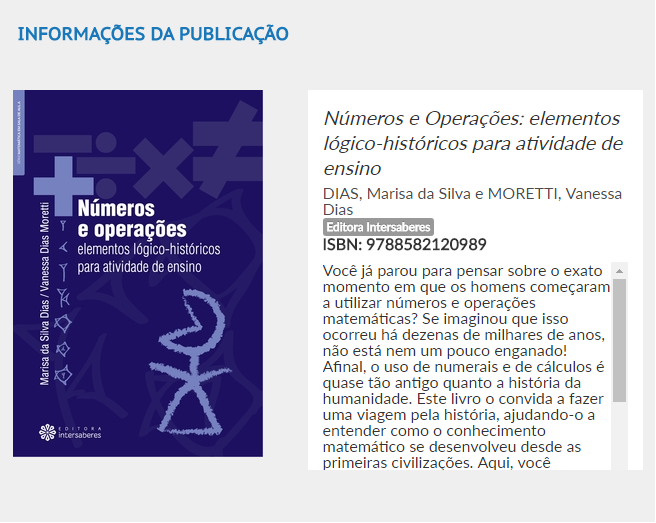 INFORMAÇÕES DA PUBLICAÇÃO
Números
e operações
elementos lógico-históricos
para atividade de ensino
Marisa da Silva Dias / Vanessa Dias Moretti
EDITORA
intersaberes
Números e Operações: elementos
lógico-históricos para atividade de
ensino
DIAS, Marisa da Silva e MORETTI, Vanessa
Dias
Editora Intersaberes
ISBN: 9788582120989
Você já parou para pensar sobre o exato
momento em que os homens começaram
a utilizar números e operações
matemáticas? Se imaginou que isso
ocorreu há dezenas de milhares de anos,
não está nem um pouco enganado!
Afinal, o uso de numerais e de cálculos é
quase tão antigo quanto a história da
humanidade. Este livro o convida a fazer
uma viagem pela história, ajudando-o a
entender como o conhecimento
matemático se desenvolveu desde as
primeiras civilizações. Aqui, você